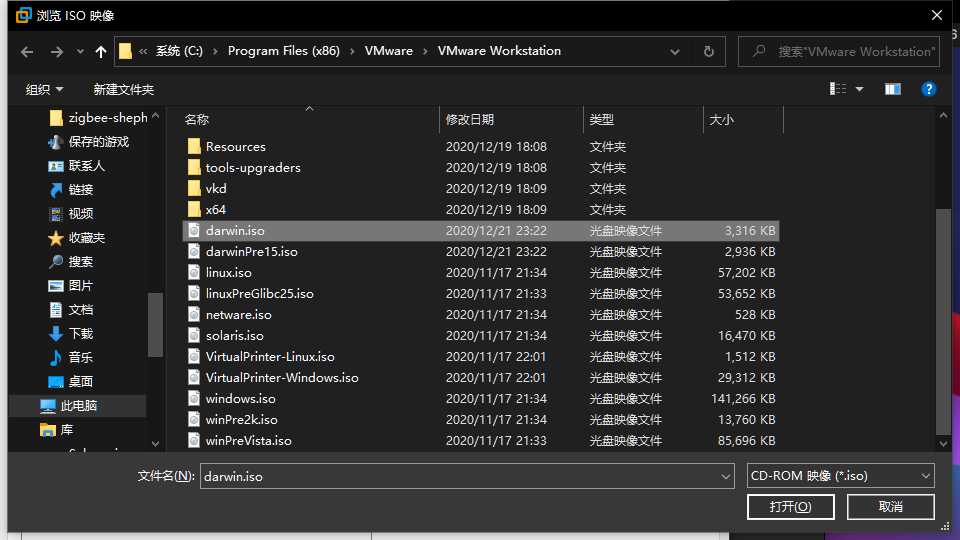 浏览 ISO 映像
« 系统 (C:) › Program Files (x86) › VMware › VMware Workstation
搜索"VMware Workstation"
组织 新建文件夹
名称 修改日期 类型 大小
zigbee-sheph
保存的游戏
联系人
链接
视频
收藏夹
搜索
图片
文档
下载
音乐
桌面
此电脑
库
Resources 2020/12/19 18:08 文件夹
tools-upgraders 2020/12/19 18:08 文件夹
vkd 2020/12/19 18:09 文件夹
x64 2020/12/19 18:09 文件夹
darwin.iso 2020/12/21 23:22 光盘映像文件 3,316 KB
darwinPre15.iso 2020/12/21 23:22 光盘映像文件 2,936 KB
linux.iso 2020/11/17 21:34 光盘映像文件 57,202 KB
linuxPreGlibc25.iso 2020/11/17 21:33 光盘映像文件 53,652 KB
netware.iso 2020/11/17 21:34 光盘映像文件 528 KB
solaris.iso 2020/11/17 21:34 光盘映像文件 16,470 KB
VirtualPrinter-Linux.iso 2020/11/17 22:01 光盘映像文件 1,512 KB
VirtualPrinter-Windows.iso 2020/11/17 22:01 光盘映像文件 29,312 KB
windows.iso 2020/11/17 21:34 光盘映像文件 141,266 KB
winPre2k.iso 2020/11/17 21:34 光盘映像文件 13,760 KB
winPreVista.iso 2020/11/17 21:33 光盘映像文件 85,696 KB
文件名(N): darwin.iso CD-ROM 映像 (*.iso)
打开(O) 取消